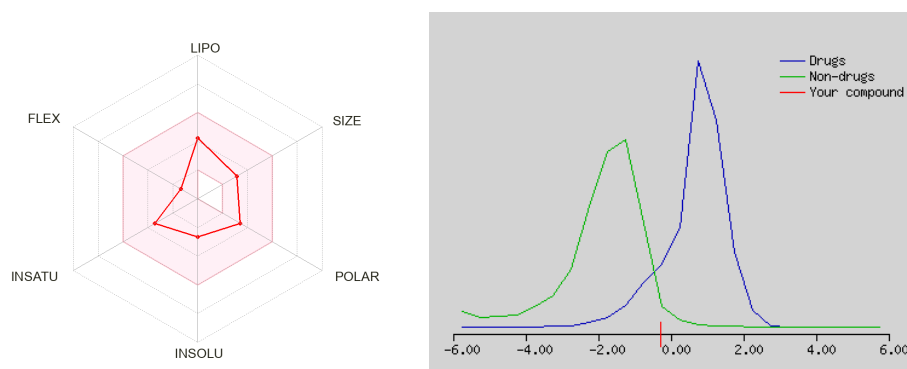 LIPO
FLEX
SIZE
INSATU
POLAR
INSOLU
Drugs
Non-drugs
Your compound
-6.00 -4.00 -2.00 0.00 2.00 4.00 6.00